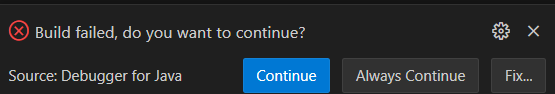 Build failed, do you want to continue?
Source: Debugger for Java
Continue
Always Continue
Fix...